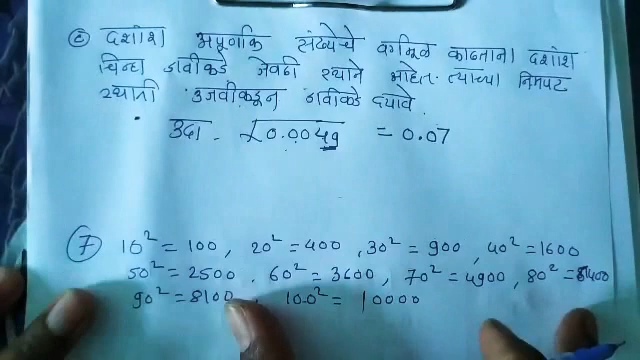 ६ दशांश अपूर्णांक संख्येचे वर्गमूळ काढताना दशांश
चिन्ह डावीकडे जेवढी स्थाने आहेत त्याच्या निमपट
स्थानी उजवीकडून डावीकडे द्यावे.
उदा. √0.0049 = 0.07
7 10² = 100, 20² = 400, 30² = 900, 40² = 1600
50² = 2500. 60² = 3600, 70² = 4900, 80² = 6400
90² = 8100, 100² = 10000